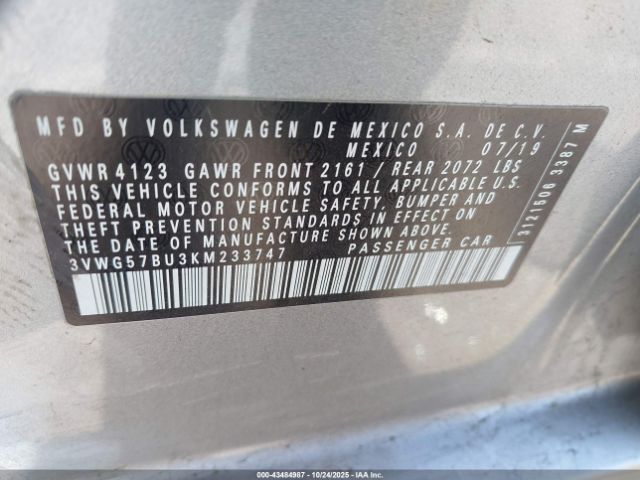 MFD BY VOLKSWAGEN DE MEXICO S.A. DE C.V.
MEXICO 07/19
GVWR 4123 GAWR FRONT 2161 / REAR 2072 LBS
THIS VEHICLE CONFORMS TO ALL APPLICABLE U.S.
FEDERAL MOTOR VEHICLE SAFETY, BUMPER AND
THEFT PREVENTION STANDARDS IN EFFECT ON
THE DATE OF MANUFACTURE SHOWN ABOVE.
3VWG57BU3KM233747 PASSENGER CAR
3121506 3387 M
© 43484987 - 10/24/2025 - IAA Inc.